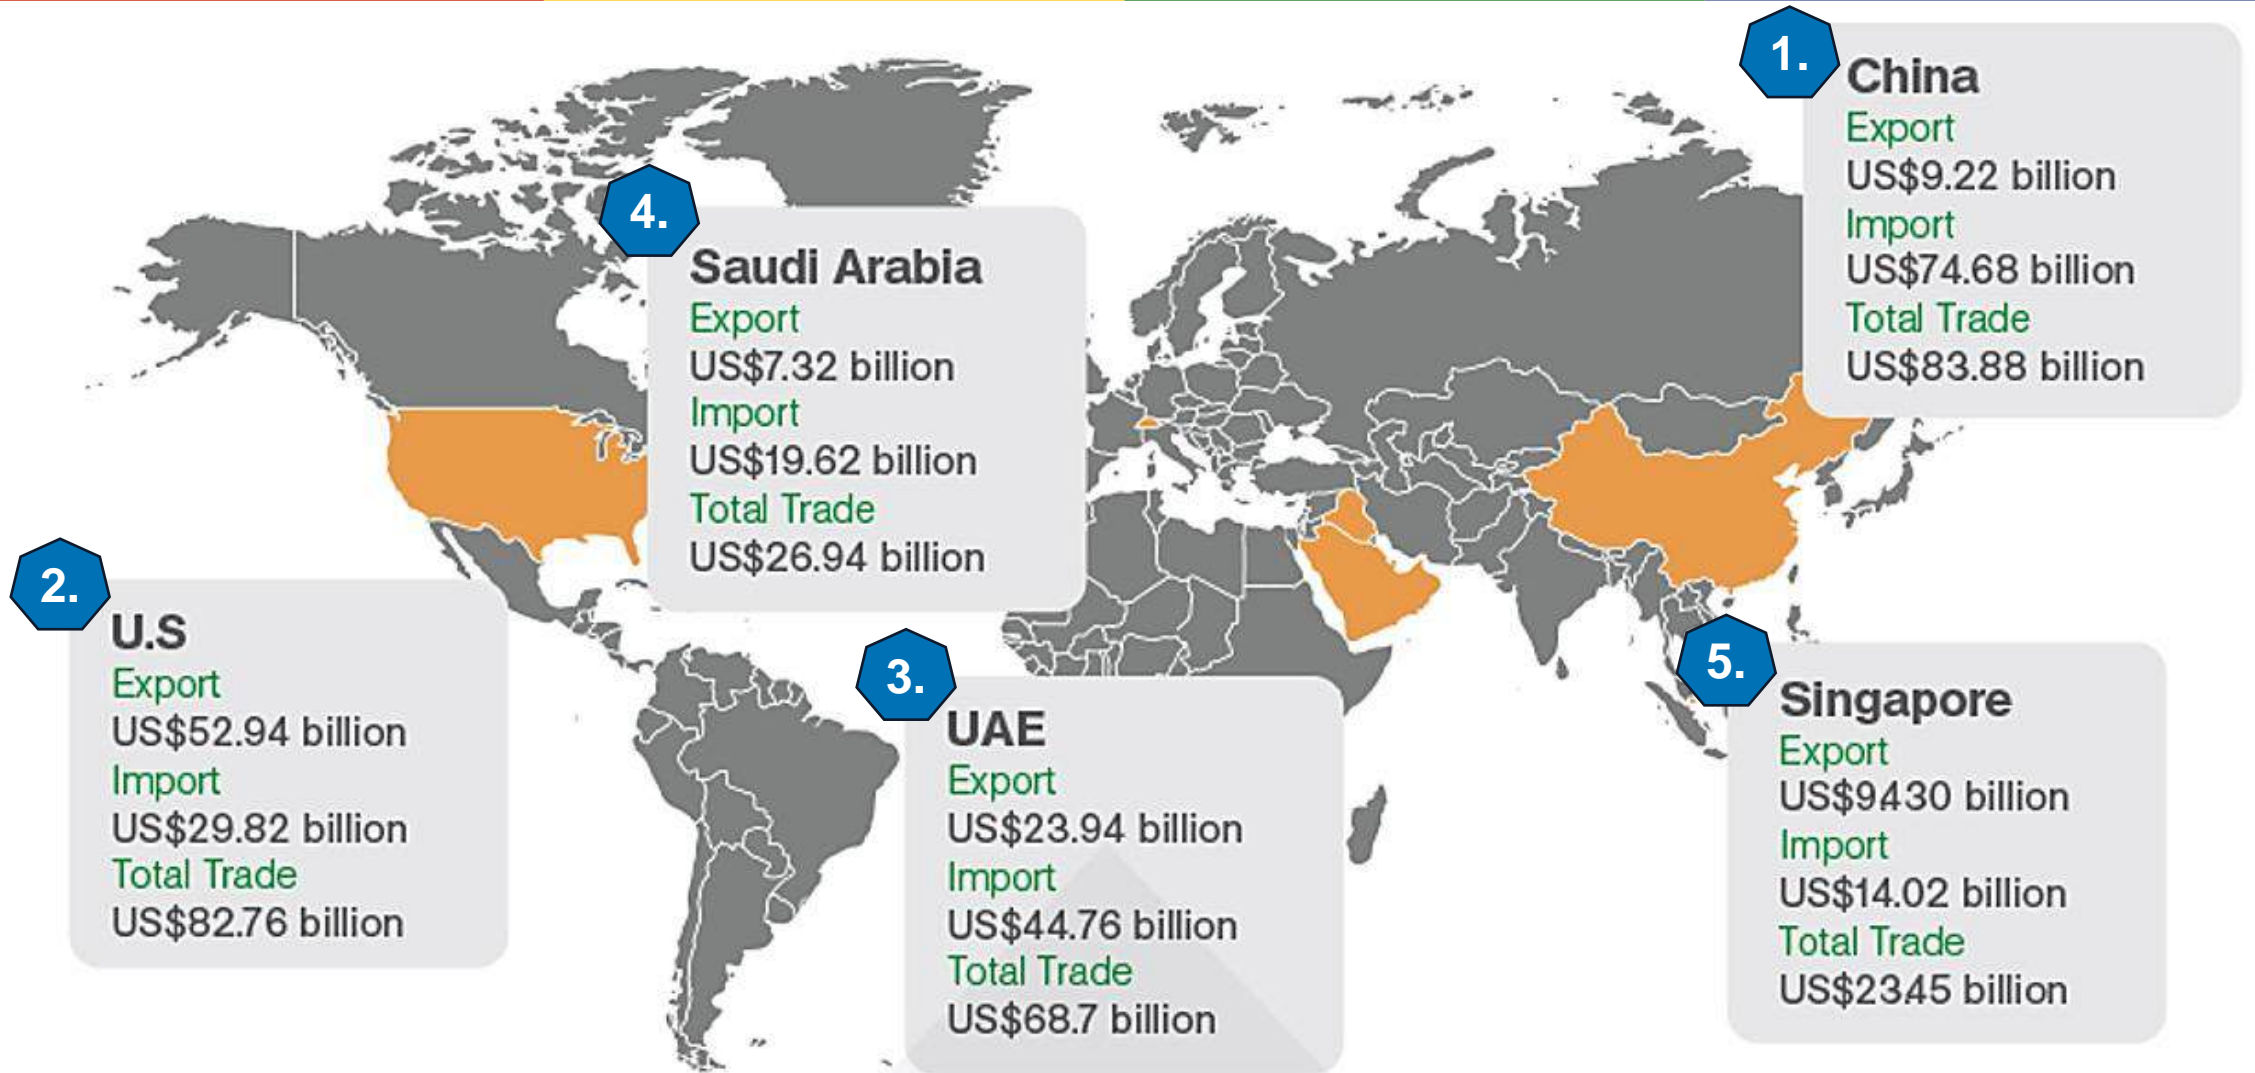 1.
China
Export
US$9.22 billion
Import
US$74.68 billion
Total Trade
US$83.88 billion
2.
U.S
Export
US$52.94 billion
Import
US$29.82 billion
Total Trade
US$82.76 billion
3.
UAE
Export
US$23.94 billion
Import
US$44.76 billion
Total Trade
US$68.7 billion
4.
Saudi Arabia
Export
US$7.32 billion
Import
US$19.62 billion
Total Trade
US$26.94 billion
5.
Singapore
Export
US$9430 billion
Import
US$14.02 billion
Total Trade
US$2345 billion